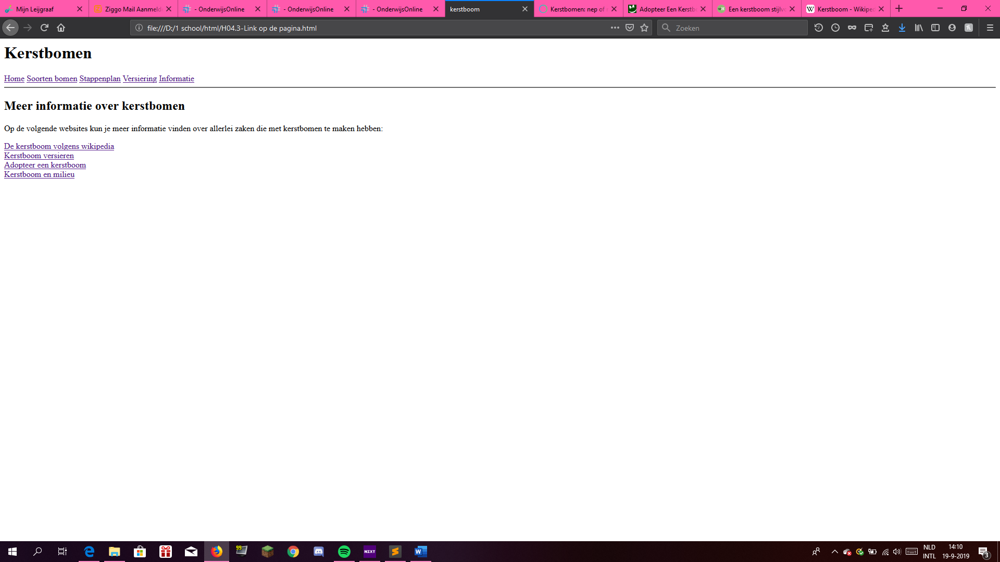 Mijn Leijgraaf
Ziggo Mail Aanmeld
- OnderwijsOnline
- OnderwijsOnline
- OnderwijsOnline
kerstboom
Kerstbomen: nep of
Adopteer Een Kerstb
Een kerstboom stijlv
Kerstboom - Wikipe
file:///D:/1 school/html/H04.3-Link op de pagina.html
Zoeken
Kerstbomen
Home Soorten bomen Stappenplan Versiering Informatie
Meer informatie over kerstbomen
Op de volgende websites kun je meer informatie vinden over allerlei zaken die met kerstbomen te maken hebben:
De kerstboom volgens wikipedia
Kerstboom versieren
Adopteer een kerstboom
Kerstboom en milieu
99
NZXT
NLD
INTL
14:10
19-9-2019
3